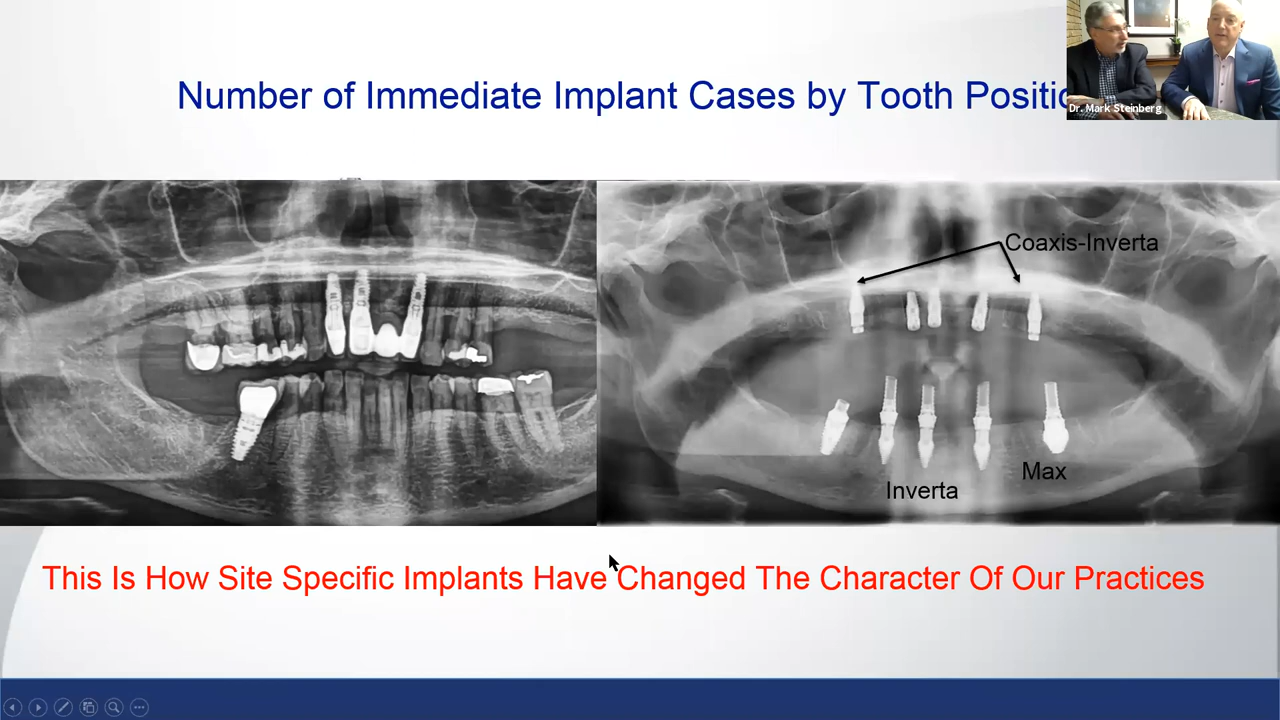 Number of Immediate Implant Cases by Tooth Positio
Dr. Mark Steinberg
Coaxis-Inverta
Max
Inverta
This Is How Site Specific Implants Have Changed The Character Of Our Practices